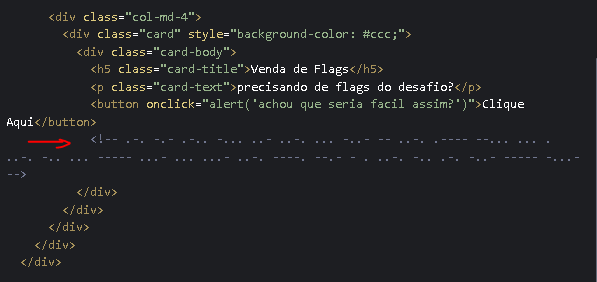 <div class="col-md-4">
<div class="card" style="background-color: #ccc;">
<div class="card-body">
<h5 class="card-title">Venda de Flags</h5>
<p class="card-text">precisando de flags do desafio?</p>
<button onclick="alert('achou que seria facil assim?')">Clique
Aqui</button>
<!--
-->
</div>
</div>
</div>
</div>
</div>